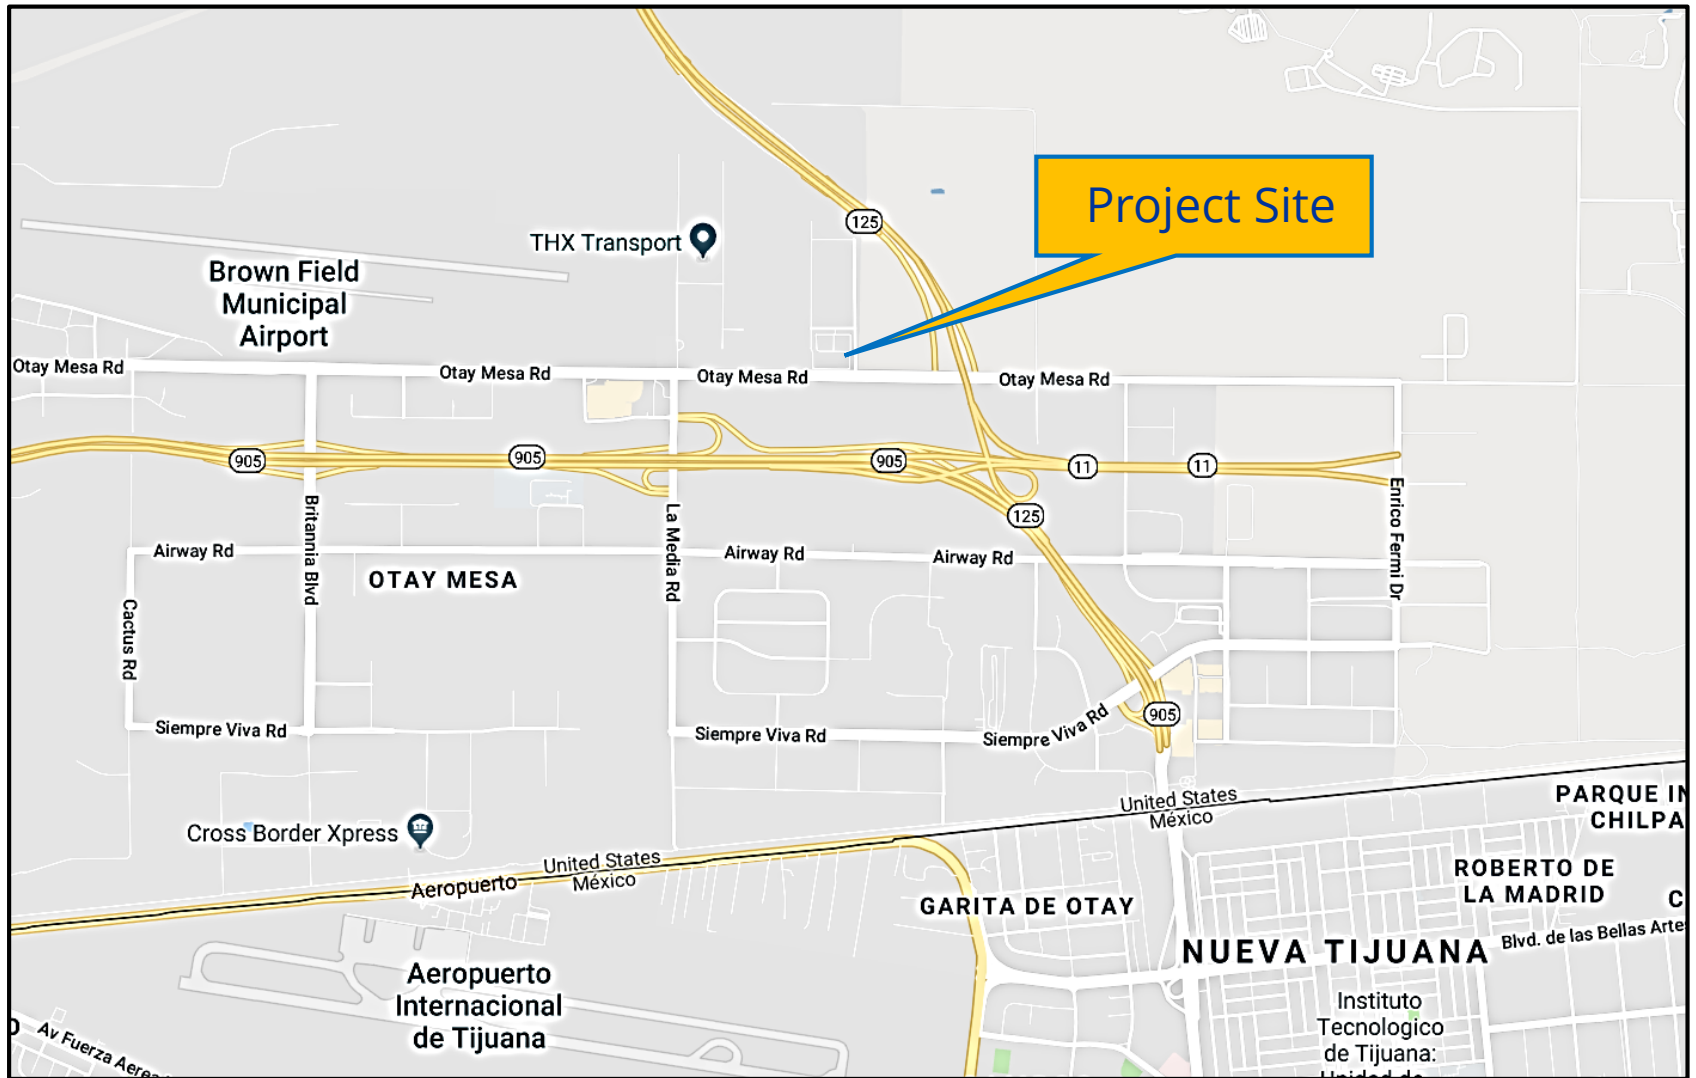 Project Site
125
THX Transport
Brown Field
Municipal
Airport
Otay Mesa Rd
Otay Mesa Rd
Otay Mesa Rd
Otay Mesa Rd
905
905
905
11
11
125
Britannia Blvd
La Media Rd
Enrico Fermi Dr
Airway Rd
Airway Rd
Airway Rd
OTAY MESA
Cactus Rd
Siempre Viva Rd
Siempre Viva Rd
Siempre Viva Rd
905
United States
México
PARQUE IN
CHILPA
Cross Border Xpress
United States
México
Aeropuerto
ROBERTO DE
LA MADRID
C
GARITA DE OTAY
NUEVA TIJUANA
Blvd. de las Bellas Arte
Aeropuerto
Internacional
de Tijuana
Instituto
Tecnologico
de Tijuana:
Unidad de
O
Av Fuerza Aerea